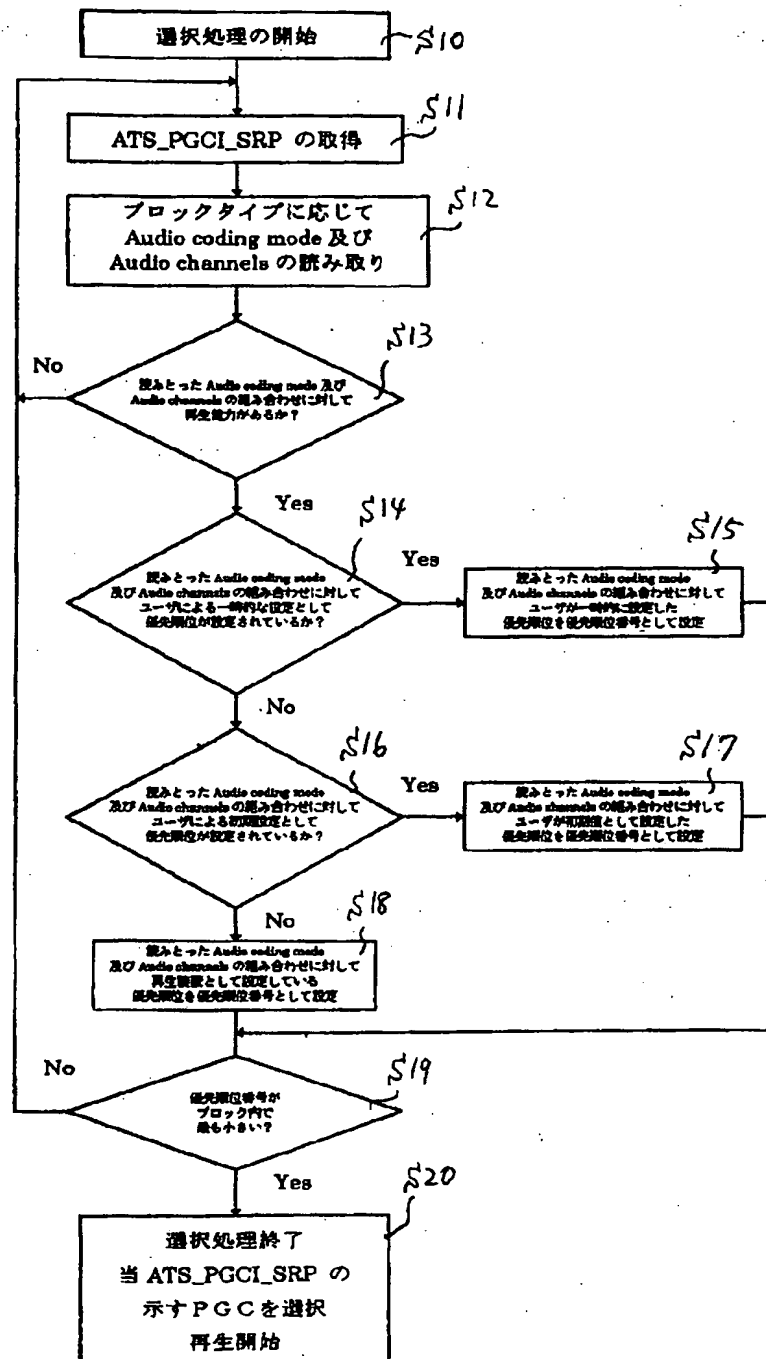 選択処理の開始
S10
ATS_PGCI_SRP の取得
S11
ブロックタイプに応じて
Audio coding mode 及び
Audio channels の読み取り
S12
読みとった Audio coding mode 及び
Audio channels の組み合わせに対して
再生能力があるか?
S13
No
Yes
読みとった Audio coding mode
及び Audio channels の組み合わせに対して
ユーザによる一時的な設定として
優先順位が設定されているか?
S14
Yes
読みとった Audio coding mode
及び Audio channels の組み合わせに対して
ユーザが一時的に設定した
優先順位を優先順位番号として設定
S15
No
読みとった Audio coding mode
及び Audio channels の組み合わせに対して
ユーザによる初期設定として
優先順位が設定されているか?
S16
Yes
読みとった Audio coding mode
及び Audio channels の組み合わせに対して
ユーザが初期値として設定した
優先順位を優先順位番号として設定
S17
No
読みとった Audio coding mode
及び Audio channels の組み合わせに対して
再生装置として設定している
優先順位を優先順位番号として設定
S18
No
優先順位番号が
ブロック内で
最も小さい?
S19
Yes
選択処理終了
当 ATS_PGCI_SRP の
示すPGCを選択
再生開始
S20